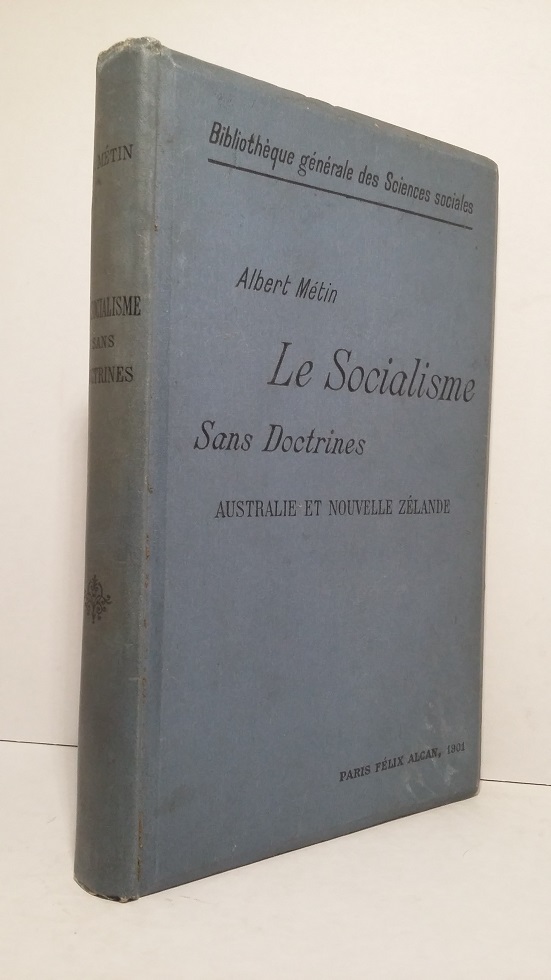 Bibliothèque générale des Sciences sociales
Albert Métin
Le Socialisme
Sans Doctrines
AUSTRALIE ET NOUVELLE ZÉLANDE
PARIS FÉLIX ALCAN, 1901
MÉTIN
OCIALISME
SANS
CTRINES